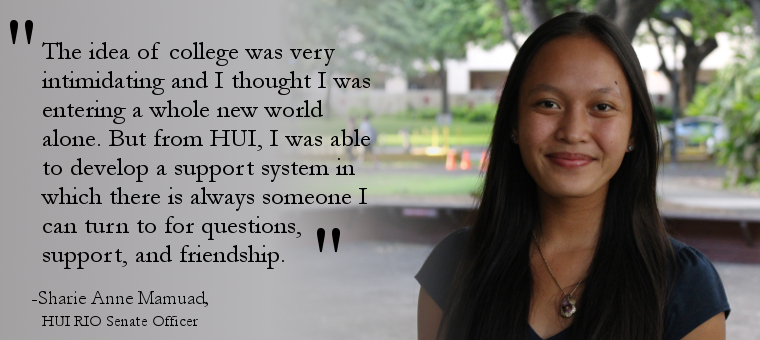 "The idea of college was very
intimidating and I thought I was
entering a whole new world
alone. But from HUI, I was able
to develop a support system in
which there is always someone I
can turn to for questions,
support, and friendship. "
-Sharie Anne Mamuad,
HUI RIO Senate Officer